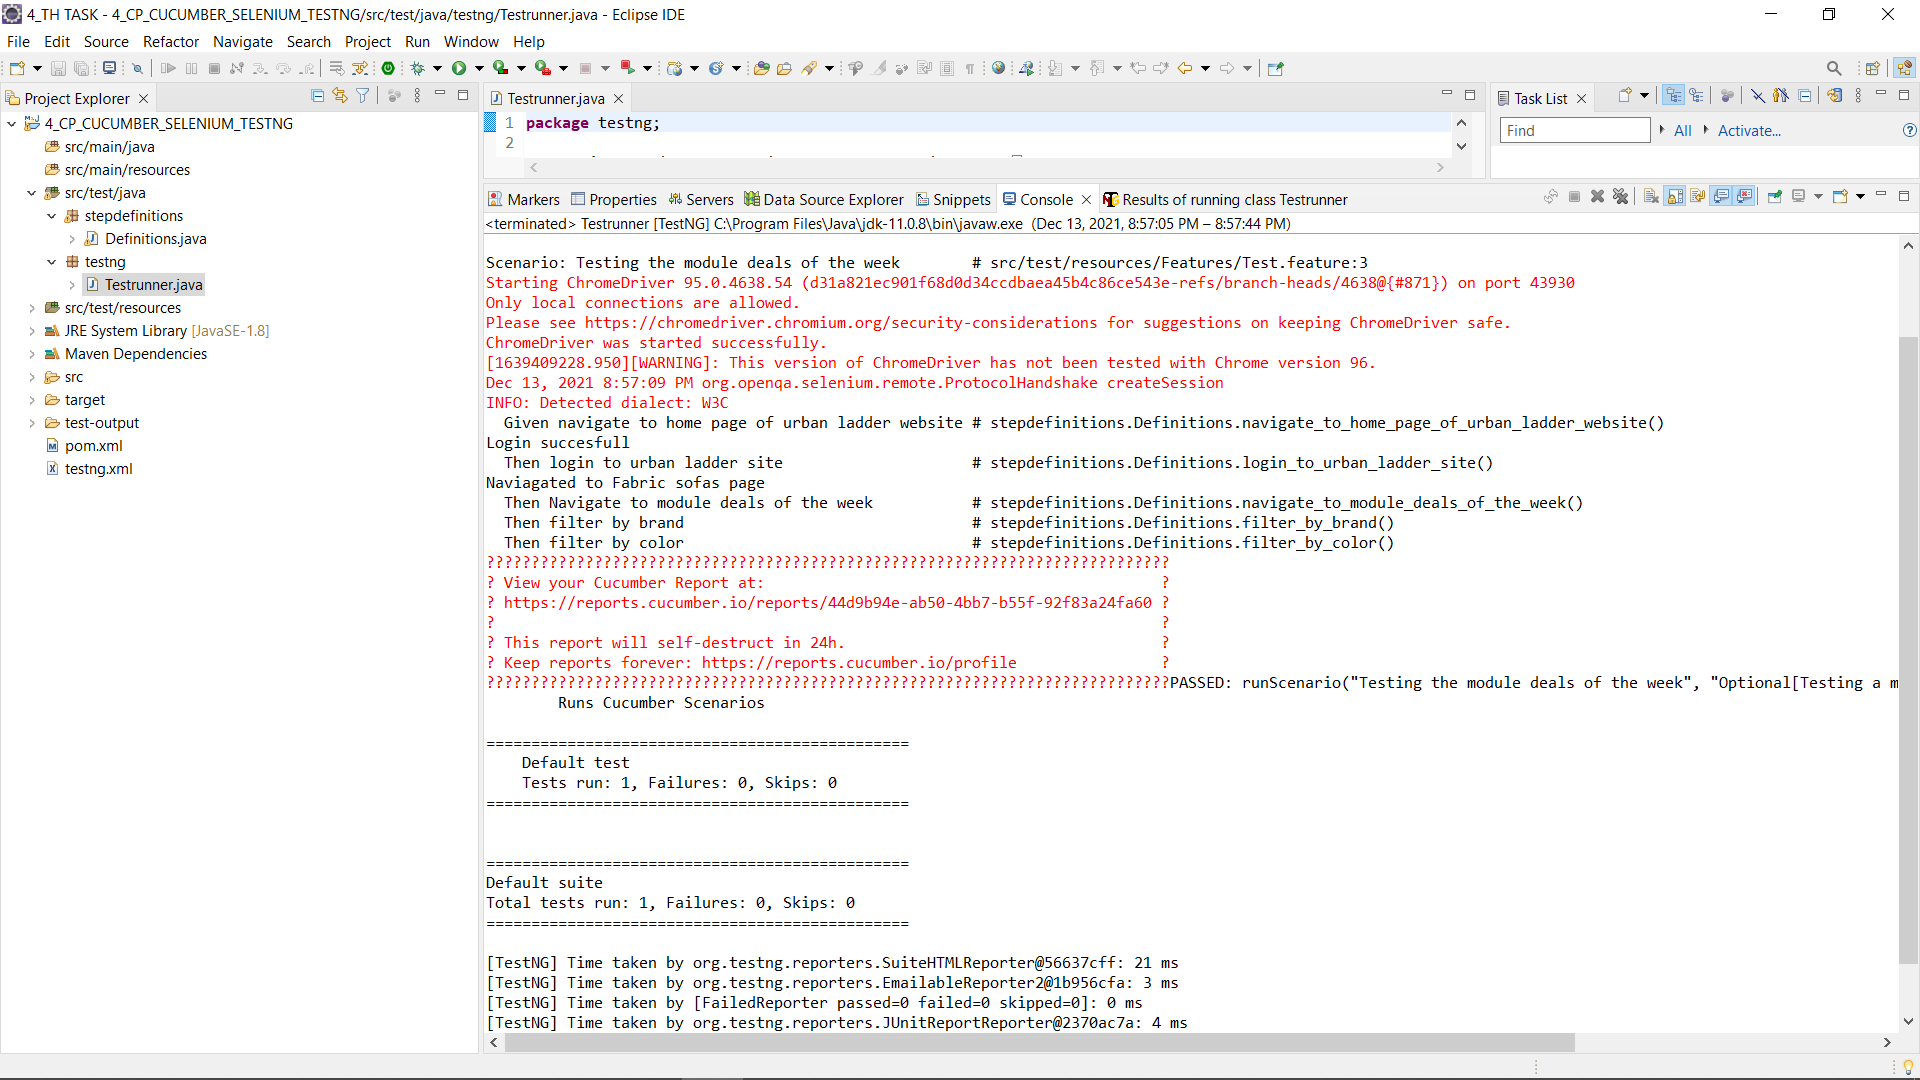 4_TH TASK - 4_CP_CUCUMBER_SELENIUM_TESTNG/src/test/java/testng/Testrunner.java - Eclipse IDE
File Edit Source Refactor Navigate Search Project Run Window Help
Project Explorer
4_CP_CUCUMBER_SELENIUM_TESTNG
src/main/java
src/main/resources
src/test/java
stepdefinitions
Definitions.java
testng
Testrunner.java
src/test/resources
JRE System Library [JavaSE-1.8]
Maven Dependencies
src
target
test-output
pom.xml
testng.xml
Testrunner.java
1 package testng;
2
Task List
Find All Activate...
Markers Properties Servers Data Source Explorer Snippets Console Results of running class Testrunner
<terminated> Testrunner [TestNG] C:\Program Files\Java\jdk-11.0.8\bin\javaw.exe (Dec 13, 2021, 8:57:05 PM – 8:57:44 PM)
Scenario: Testing the module deals of the week # src/test/resources/Features/Test.feature:3
Starting ChromeDriver 95.0.4638.54 (d31a821ec901f68d0d34ccdbaea45b4c86ce543e-refs/branch-heads/4638@{#871}) on port 43930
Only local connections are allowed.
Please see https://chromedriver.chromium.org/security-considerations for suggestions on keeping ChromeDriver safe.
ChromeDriver was started successfully.
[1639409228.950][WARNING]: This version of ChromeDriver has not been tested with Chrome version 96.
Dec 13, 2021 8:57:09 PM org.openqa.selenium.remote.ProtocolHandshake createSession
INFO: Detected dialect: W3C
Given navigate to home page of urban ladder website # stepdefinitions.Definitions.navigate_to_home_page_of_urban_ladder_website()
Login succesfull
Then login to urban ladder site # stepdefinitions.Definitions.login_to_urban_ladder_site()
Naviagated to Fabric sofas page
Then Navigate to module deals of the week # stepdefinitions.Definitions.navigate_to_module_deals_of_the_week()
Then filter by brand # stepdefinitions.Definitions.filter_by_brand()
Then filter by color # stepdefinitions.Definitions.filter_by_color()
????????????????????????????????????????????????????????????????????????????
? View your Cucumber Report at: ?
? https://reports.cucumber.io/reports/44d9b94e-ab50-4bb7-b55f-92f83a24fa60 ?
? ?
? This report will self-destruct in 24h. ?
? Keep reports forever: https://reports.cucumber.io/profile ?
????????????????????????????????????????????????????????????????????????????PASSED: runScenario("Testing the module deals of the week", "Optional[Testing a m
Runs Cucumber Scenarios
===============================================
Default test
Tests run: 1, Failures: 0, Skips: 0
===============================================
===============================================
Default suite
Total tests run: 1, Failures: 0, Skips: 0
===============================================
[TestNG] Time taken by org.testng.reporters.SuiteHTMLReporter@56637cff: 21 ms
[TestNG] Time taken by org.testng.reporters.EmailableReporter2@1b956cfa: 3 ms
[TestNG] Time taken by [FailedReporter passed=0 failed=0 skipped=0]: 0 ms
[TestNG] Time taken by org.testng.reporters.JUnitReportReporter@2370ac7a: 4 ms